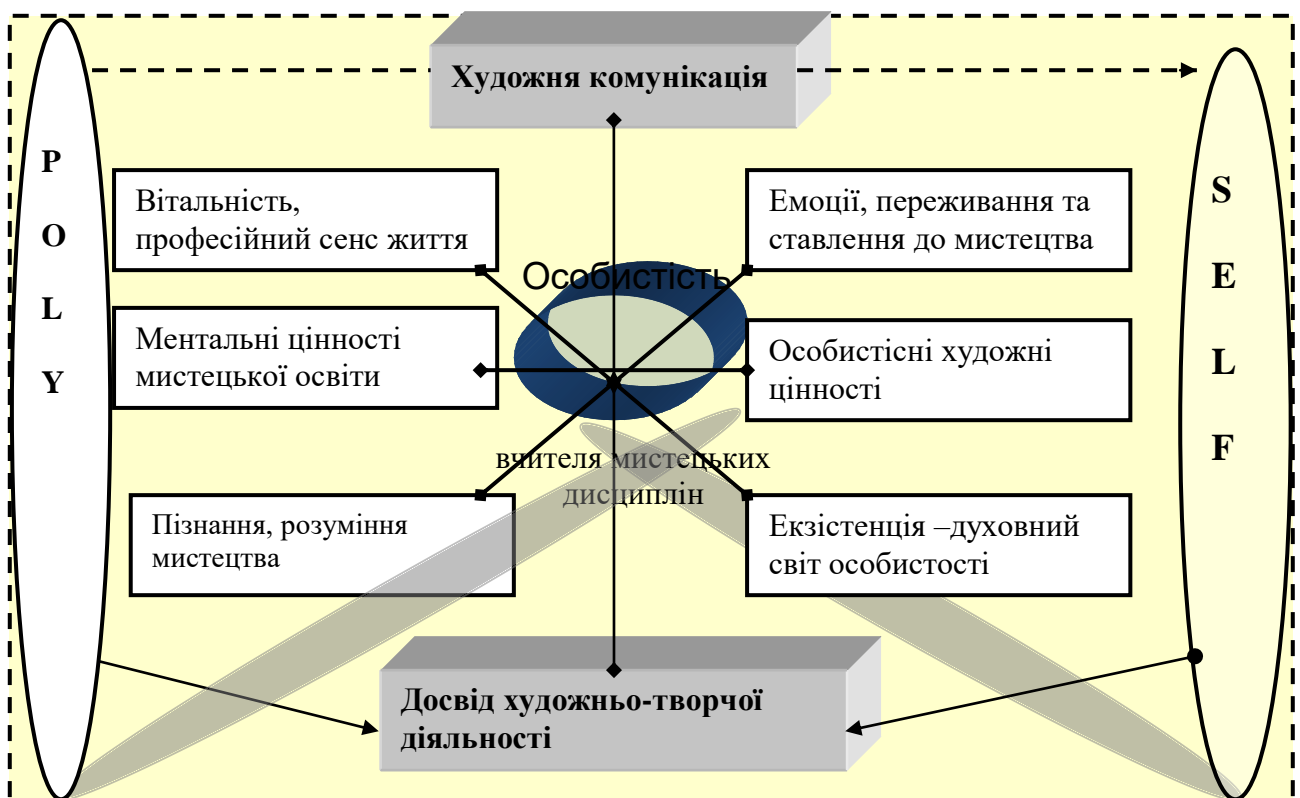 Художня комунікація
P
O
L
Y
Вітальність,
професійний сенс життя
Емоції, переживання та
ставлення до мистецтва
Особистість
Ментальні цінності
мистецької освіти
Особистісні художні
цінності
вчителя мистецьких
дисциплін
Пізнання, розуміння
мистецтва
Екзістенція –духовний
світ особистості
Досвід художньо-творчої
діяльності
S
E
L
F